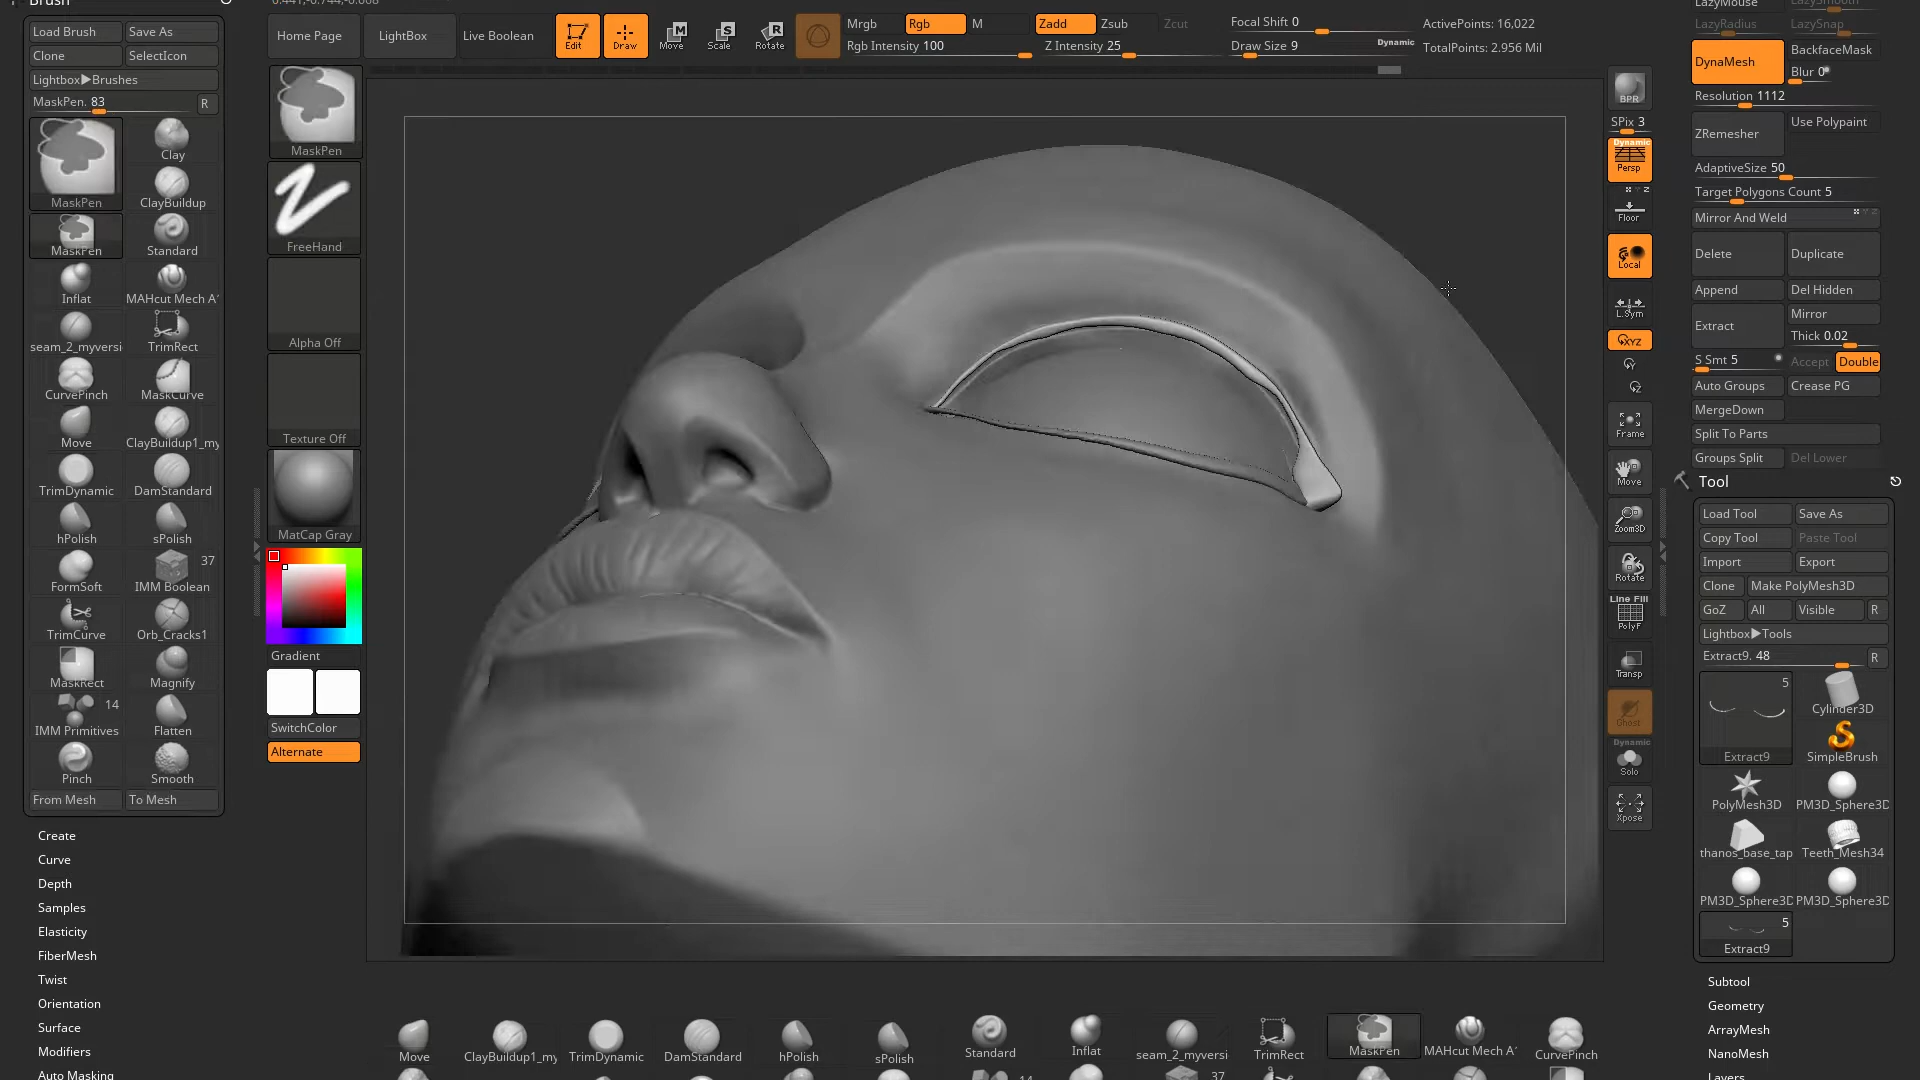 Brush
Load Brush
Save As
Clone
SelectIcon
Lightbox▶Brushes
MaskPen. 83
R
MaskPen
Clay
ClayBuildup
MaskPen
Standard
Inflat
MAHcut Mech A
seam_2_myversi
TrimRect
CurvePinch
MaskCurve
Move
ClayBuildup1_my
TrimDynamic
DamStandard
hPolish
sPolish
FormSoft
37
IMM Boolean
TrimCurve
Orb_Cracks1
MaskRect
Magnify
14
IMM Primitives
Flatten
Pinch
Smooth
From Mesh
To Mesh
Create
Curve
Depth
Samples
Elasticity
FiberMesh
Twist
Orientation
Surface
Modifiers
Auto Masking
Home Page
LightBox
Live Boolean
Edit
Draw
Move
Scale
Rotate
Mrgb
Rgb
M
Rgb Intensity 100
Zadd
Zsub
Zcut
Z Intensity 25
Focal Shift 0
Draw Size 9
Dynamic
ActivePoints: 16,022
TotalPoints: 2.956 Mil
MaskPen
FreeHand
Alpha Off
Texture Off
MatCap Gray
Gradient
SwitchColor
Alternate
BPR
SPix 3
Dynamic
Persp
Floor
Local
L.Sym
XYZ
Frame
Move
Zoom3D
Rotate
Line Fill
PolyF
Transp
Ghost
Dynamic
Solo
Xpose
LazyMouse
LazySmooth
LazyRadius
LazySnap
DynaMesh
BackfaceMask
Blur 0
Resolution 1112
ZRemesher
Use Polypaint
AdaptiveSize 50
Target Polygons Count 5
Mirror And Weld
Delete
Duplicate
Append
Del Hidden
Extract
Mirror
Thick 0.02
S Smt 5
Accept
Double
Auto Groups
Crease PG
MergeDown
Split To Parts
Groups Split
Del Lower
Tool
Load Tool
Save As
Copy Tool
Paste Tool
Import
Export
Clone
Make PolyMesh3D
GoZ
All
Visible
R
Lightbox▶Tools
Extract9. 48
R
5
Extract9
Cylinder3D
SimpleBrush
PolyMesh3D
PM3D_Sphere3D
thanos_base_tap
Teeth_Mesh34
PM3D_Sphere3D
PM3D_Sphere3D
5
Extract9
Subtool
Geometry
ArrayMesh
NanoMesh
Layers
Move
ClayBuildup1_my
TrimDynamic
DamStandard
hPolish
sPolish
Standard
Inflat
seam_2_myversi
TrimRect
MaskPen
MAHcut Mech A
CurvePinch
14
37